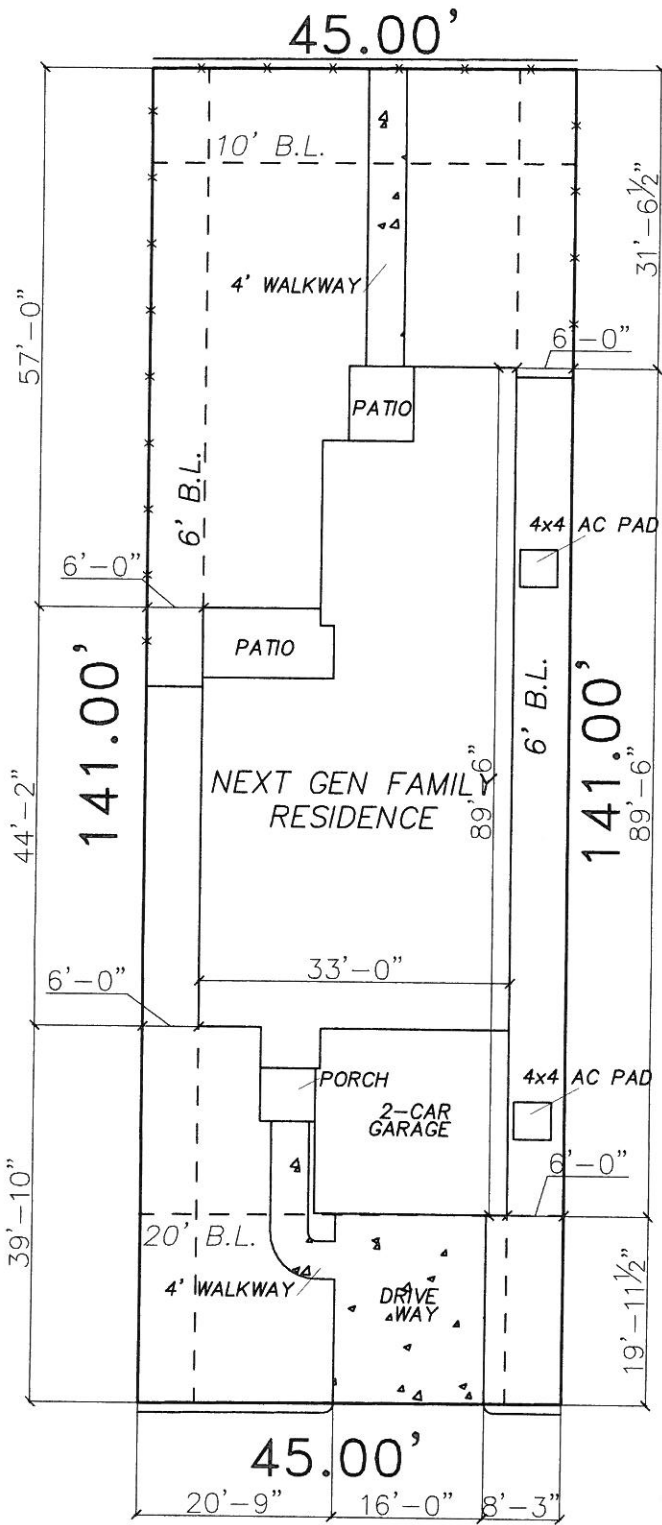 45.00'
10' B.L.
31'-6½"
4' WALKWAY
57'-0"
6'-0"
PATIO
6' B.L.
4x4 AC PAD
6'-0"
PATIO
6' B.L.
141.00'
141.00'
44'-2"
NEXT GEN FAMILY
RESIDENCE
89'-6"
89'-6"
33'-0"
6'-0"
PORCH
4x4 AC PAD
2-CAR
GARAGE
6'-0"
39'-10"
20' B.L.
4' WALKWAY
DRIVE
WAY
19'-11½"
45.00'
20'-9"
16'-0"
8'-3"